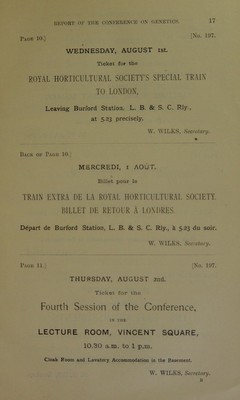 REPORT OF THE CONFERENCE ON GENETICS. 17
PAGE 10.] [No. 197.
WEDNESDAY, AUGUST 1st.
Ticket for the
ROYAL HORTICULTURAL SOCIETY'S SPECIAL TRAIN
TO LONDON.
Leaving Burford Station, L. B. & S. C. Rly.,
at 5.23 precisely.
W. WILKS, Secretary.
BACK OF PAGE 10.]
MERCREDI, 1 AOÛT.
Billet pour le
TRAIN EXTRA DE LA ROYAL HORTICULTURAL SOCIETY.
BILLET DE RETOUR À LONDRES.
Départ de Burford Station, L. B. & S. C. Rly., à 5.23 du soir.
W. WILKS, Secretary.
PAGE 11.] [No. 197.
THURSDAY, AUGUST 2nd.
Ticket for the
Fourth Session of the Conference,
IN THE
LECTURE ROOM, VINCENT SQUARE,
10.30 a.m. to 1 p.m.
Cloak Room and Lavatory Accommodation in the Basement.
W. WILKS, Secretary.